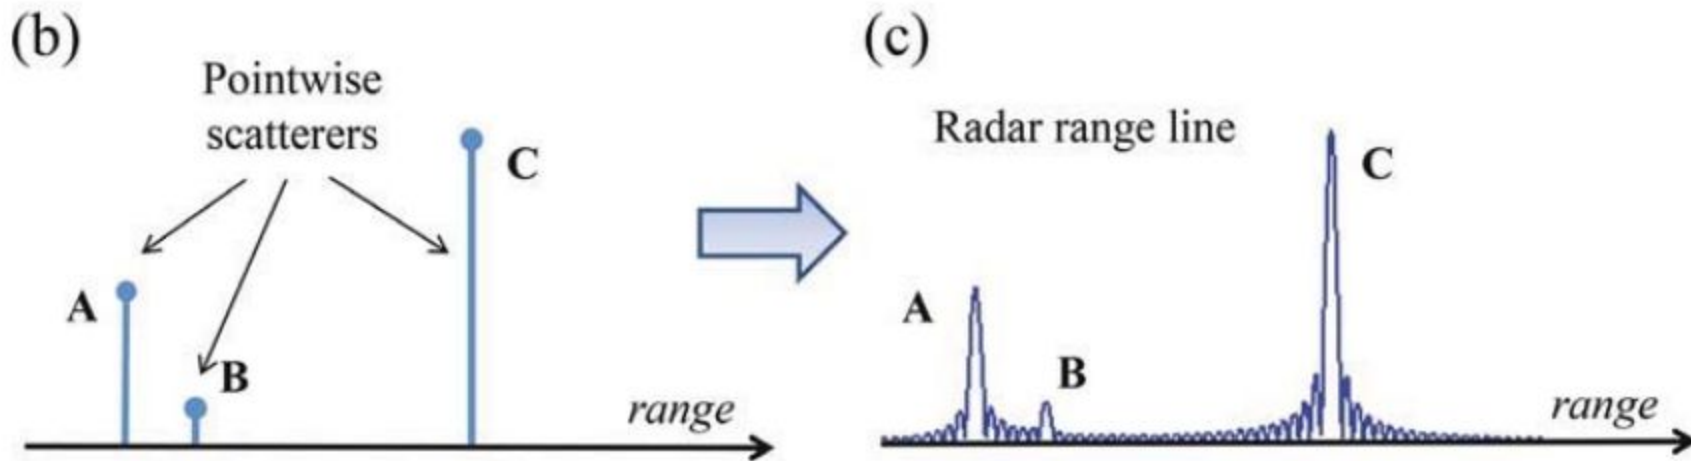 (b)
Pointwise
scatterers
A
B
C
range
(c)
Radar range line
A
B
C
range